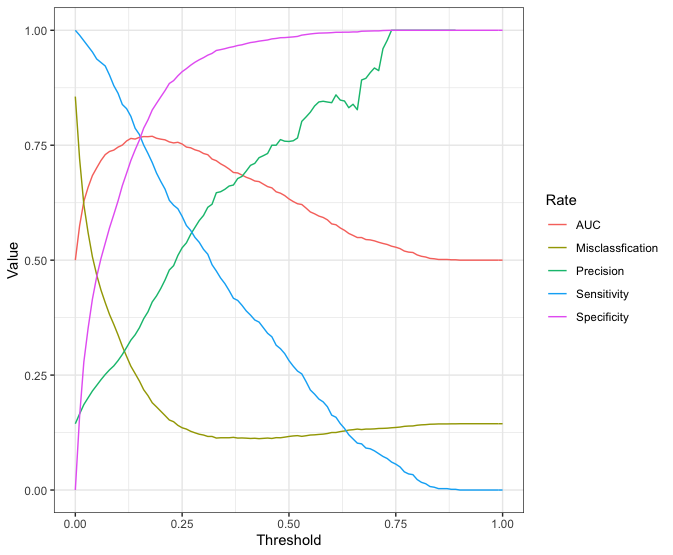 1.00
0.75
0.50
0.25
0.00
Value
0.00 0.25 0.50 0.75 1.00
Threshold
Rate
AUC
Misclassfication
Precision
Sensitivity
Specificity